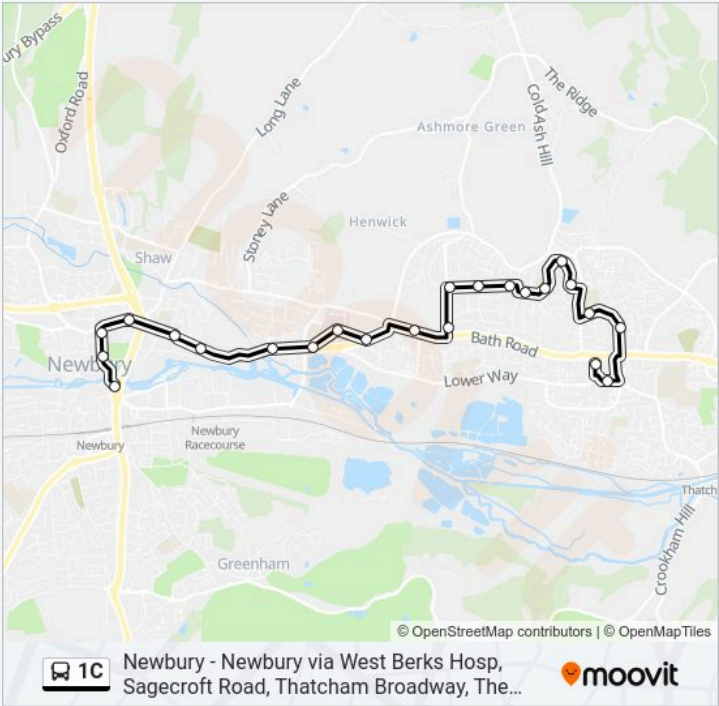 ury Bypass
Oxford Road
Long Lane
The Ridge
Cold Ash Hill
Ashmore Green
Stoney Lane
Henwick
Shaw
Newbury
Bath Road
Lower Way
Newbury
Newbury
Racecourse
Thatch
Greenham
Crookham Hill
© OpenStreetMap contributors | © OpenMapTiles
1C
Newbury - Newbury via West Berks Hosp,
Sagecroft Road, Thatcham Broadway, The...
moovit